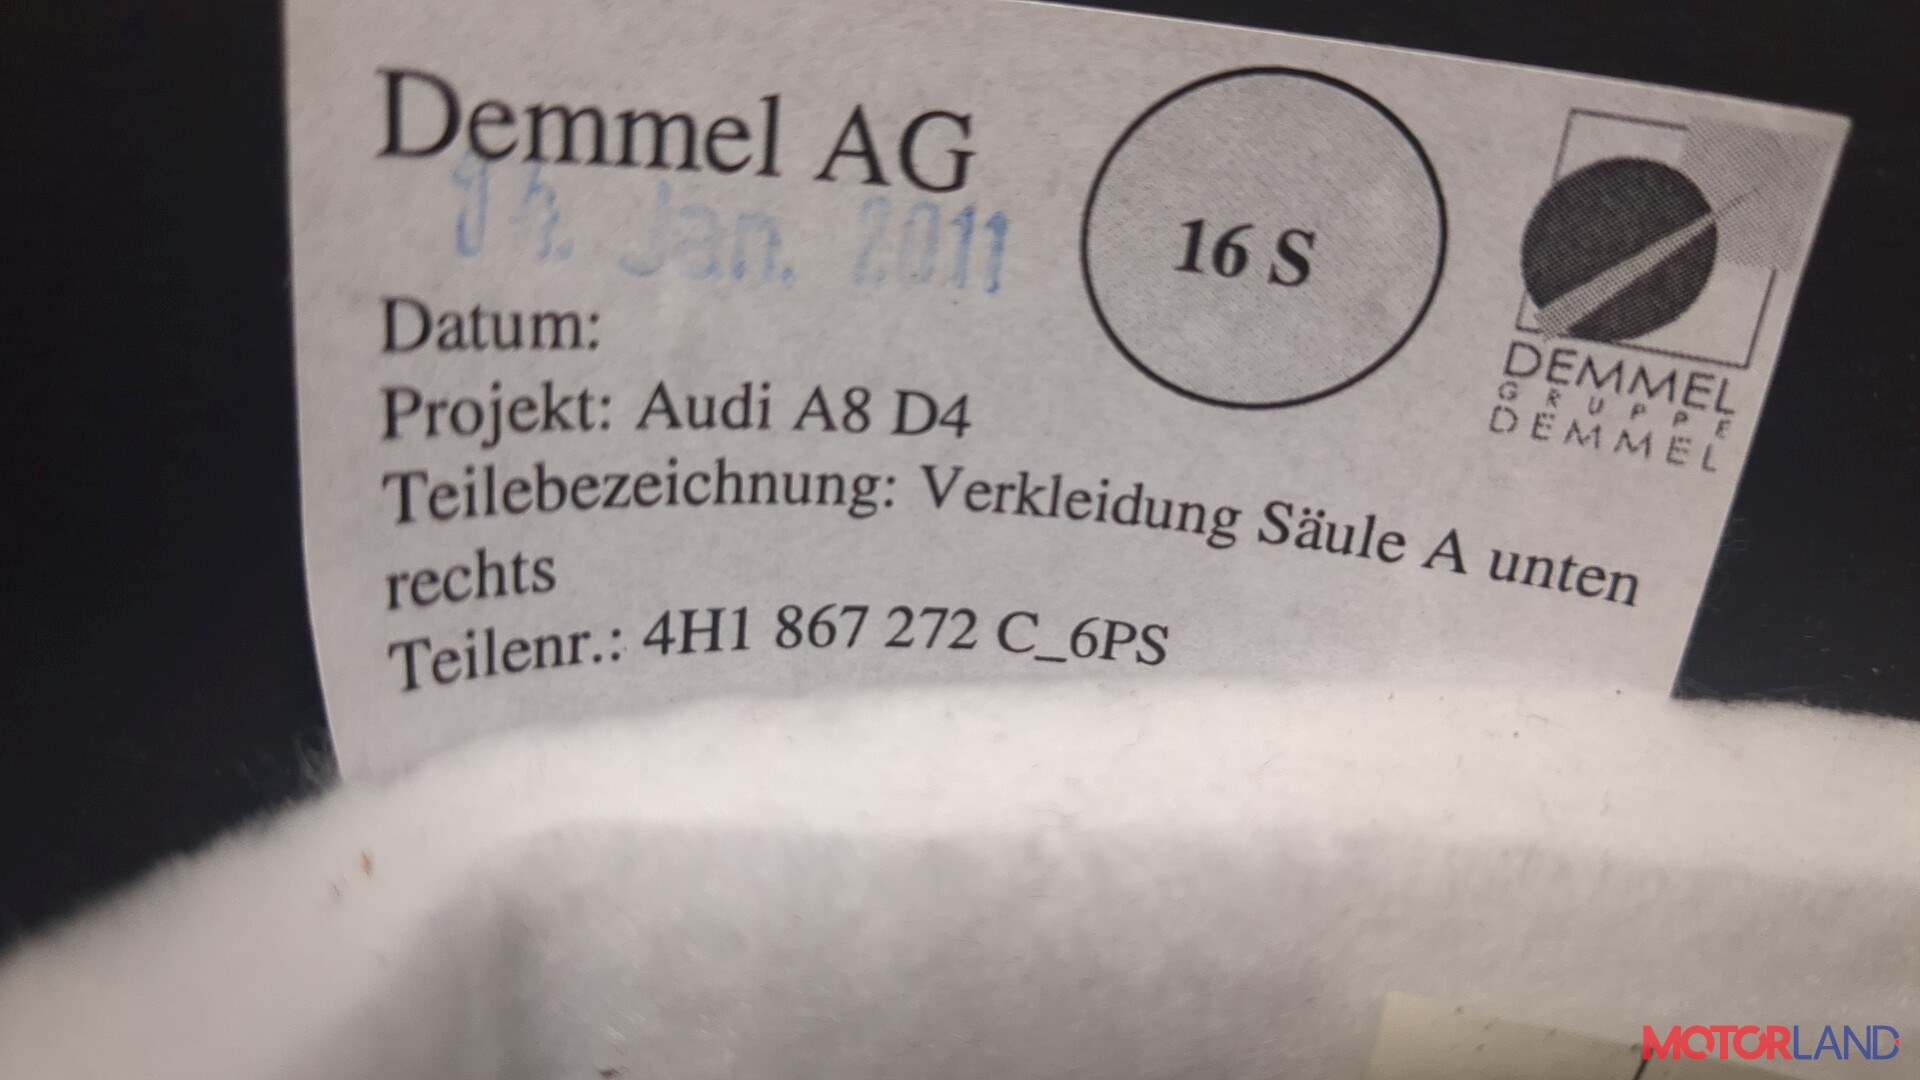 Demmel AG
14. Jan. 2011
16 S
DEMMEL
GRUPPE
DEMMEL
Datum:
Projekt: Audi A8 D4
Teilebezeichnung: Verkleidung Säule A unten
rechts
Teilenr.: 4H1 867 272 C_6PS
MOTORLAND